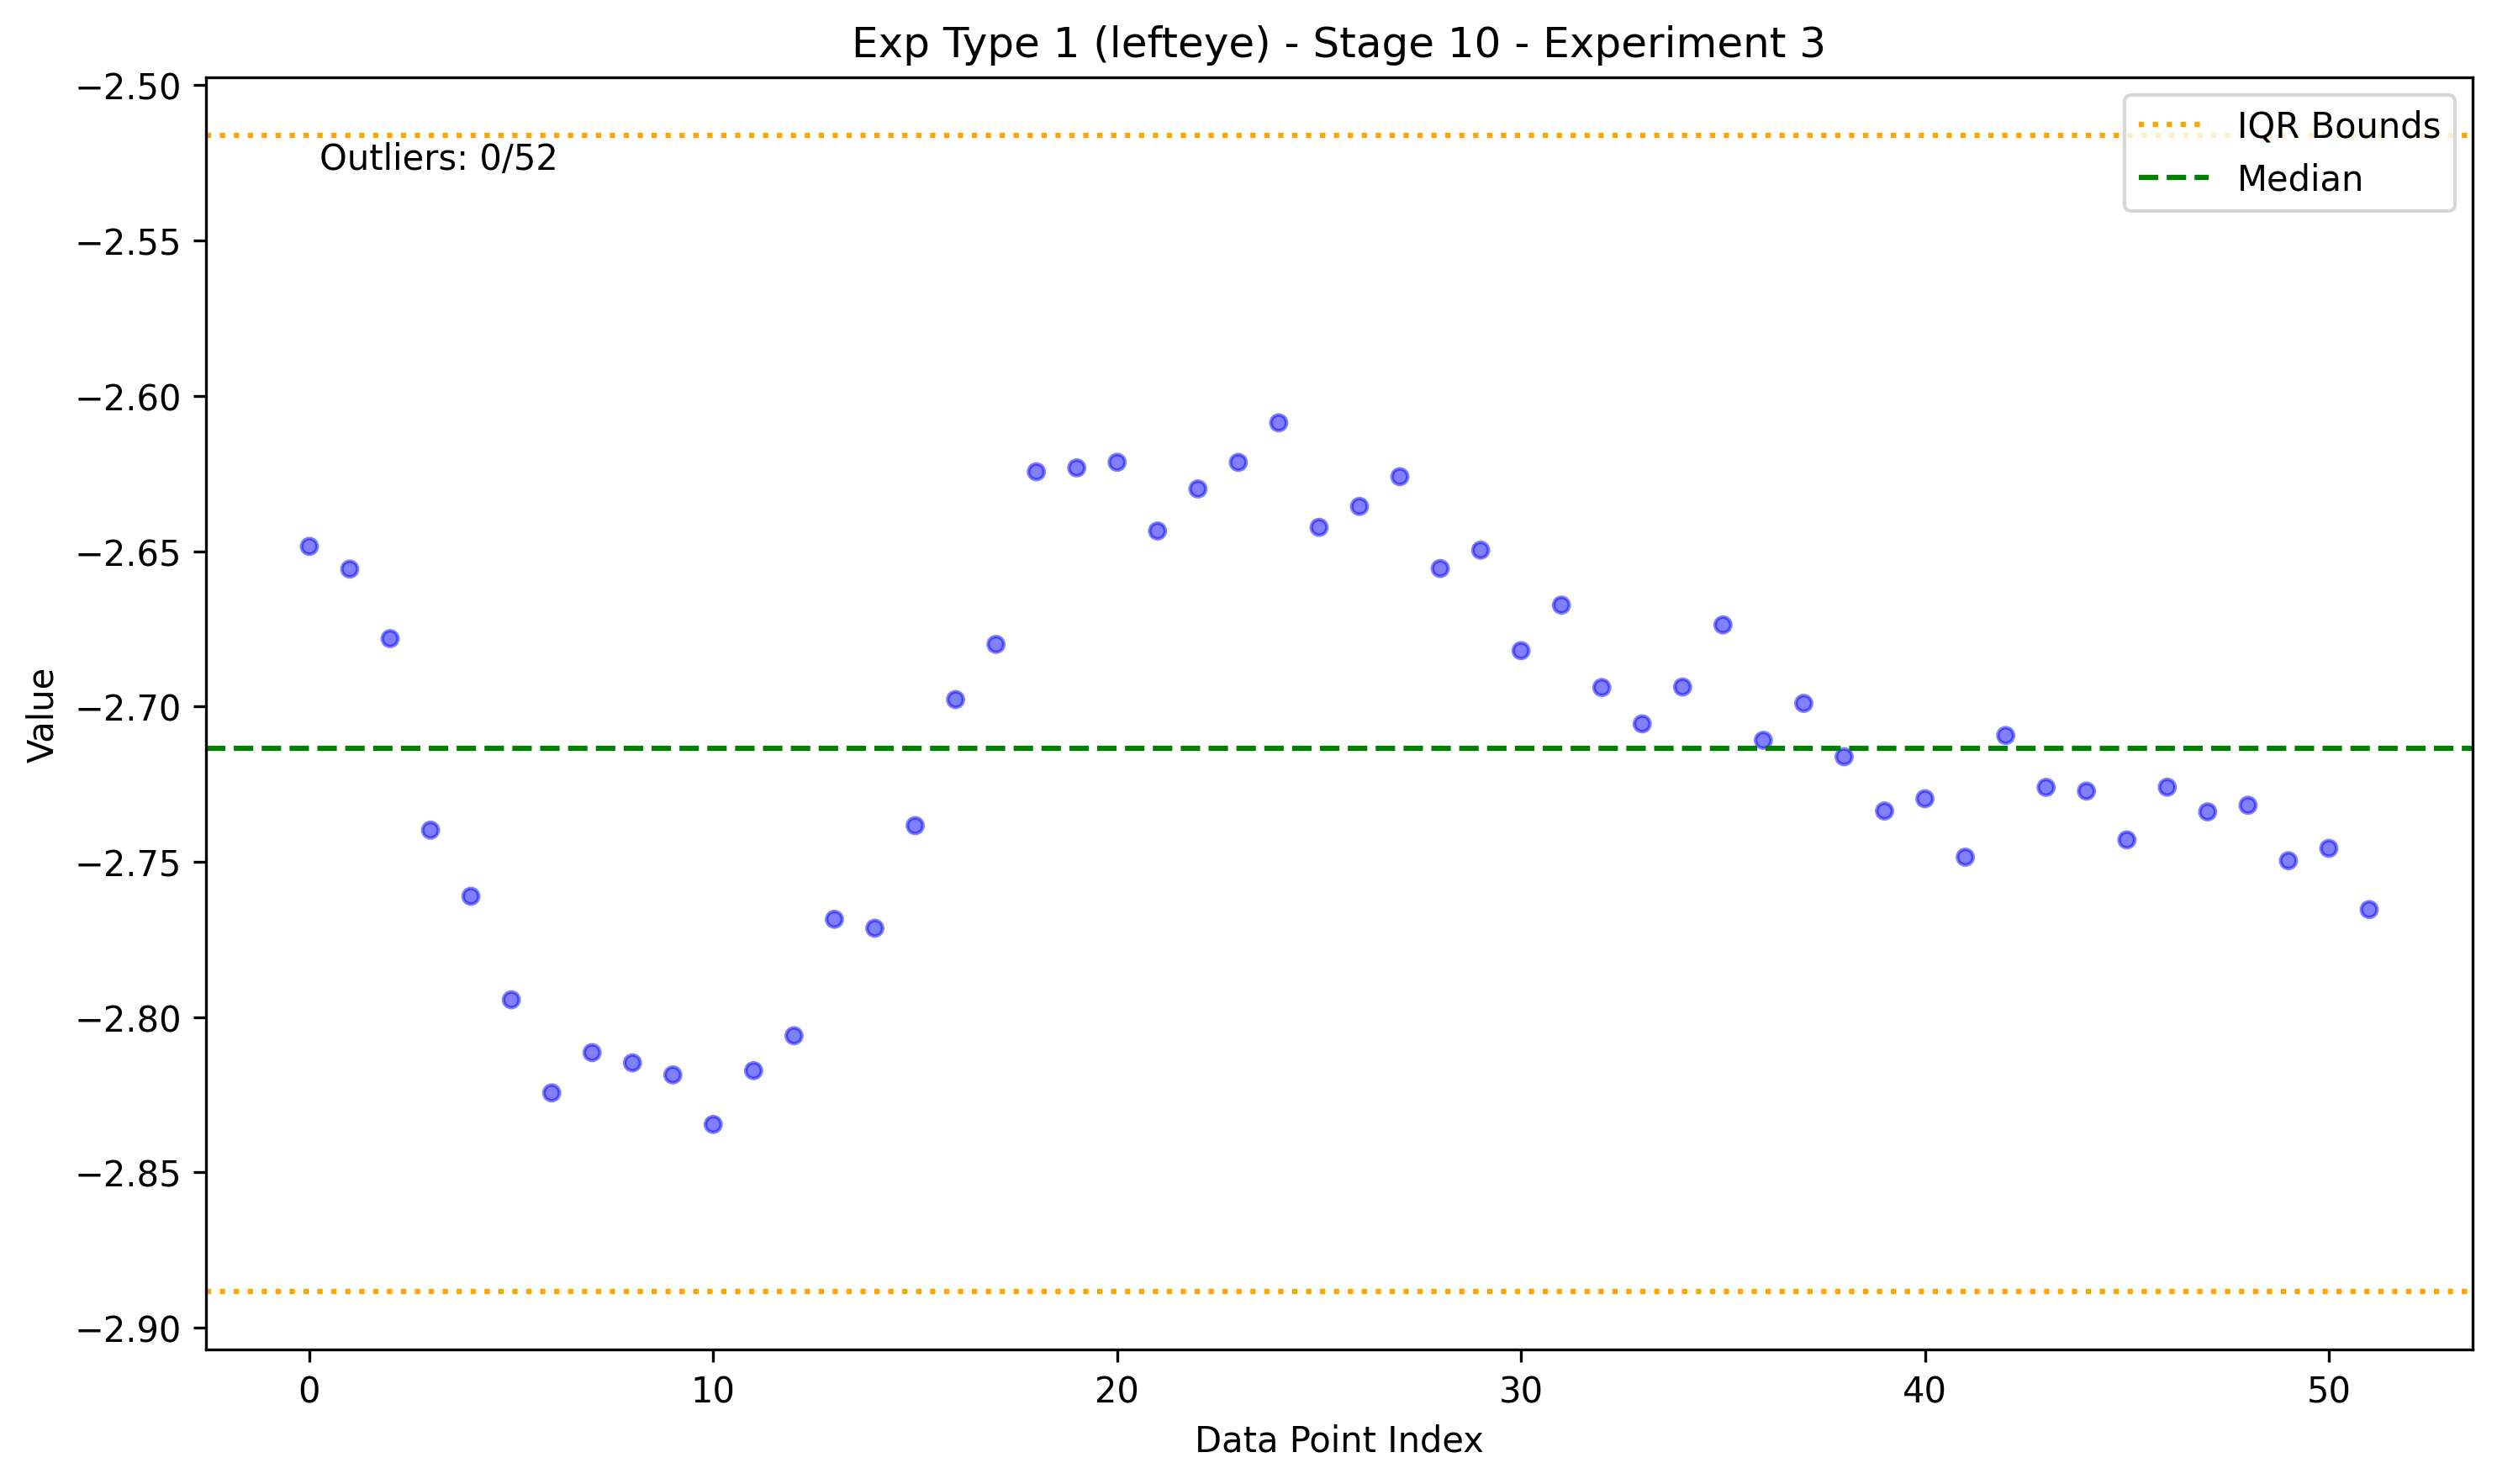 Exp Type 1 (lefteye) - Stage 10 - Experiment 3
−2.50
−2.55
−2.60
−2.65
−2.70
−2.75
−2.80
−2.85
−2.90
Value
Outliers: 0/52
IQR Bounds
Median
0 10 20 30 40 50
Data Point Index